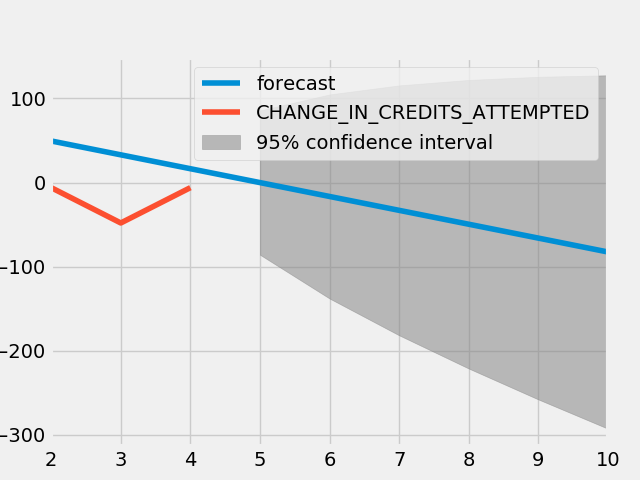 forecast
CHANGE_IN_CREDITS_ATTEMPTED
95% confidence interval
100
0
−100
−200
−300
2 3 4 5 6 7 8 9 10